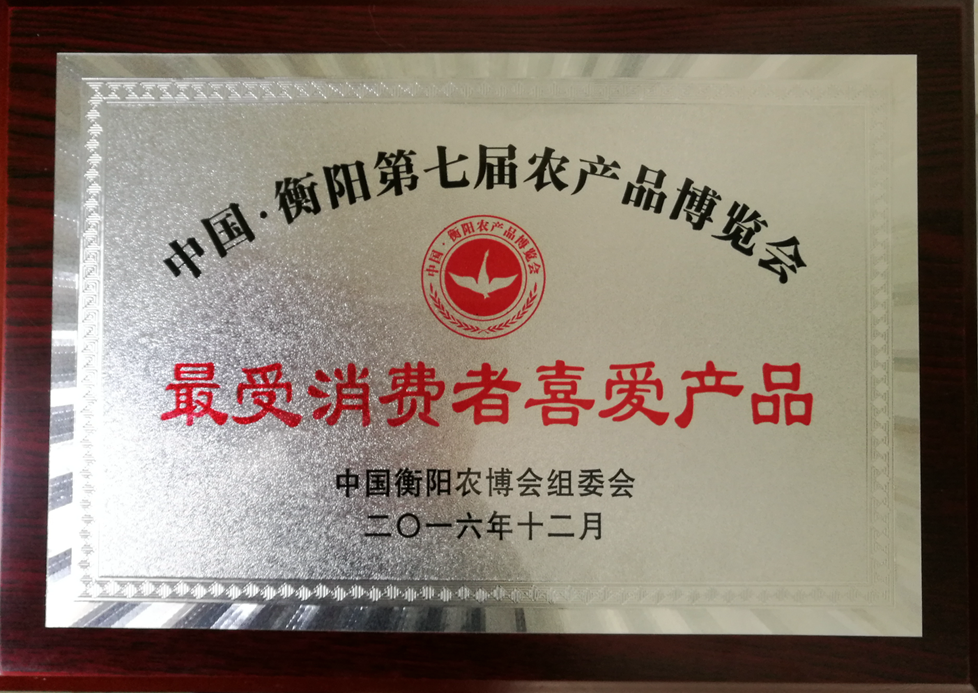 中国·衡阳第七届农产品博览会
中国·衡阳农产品博览会
最受消费者喜爱产品
中国衡阳农博会组委会
二〇一六年十二月